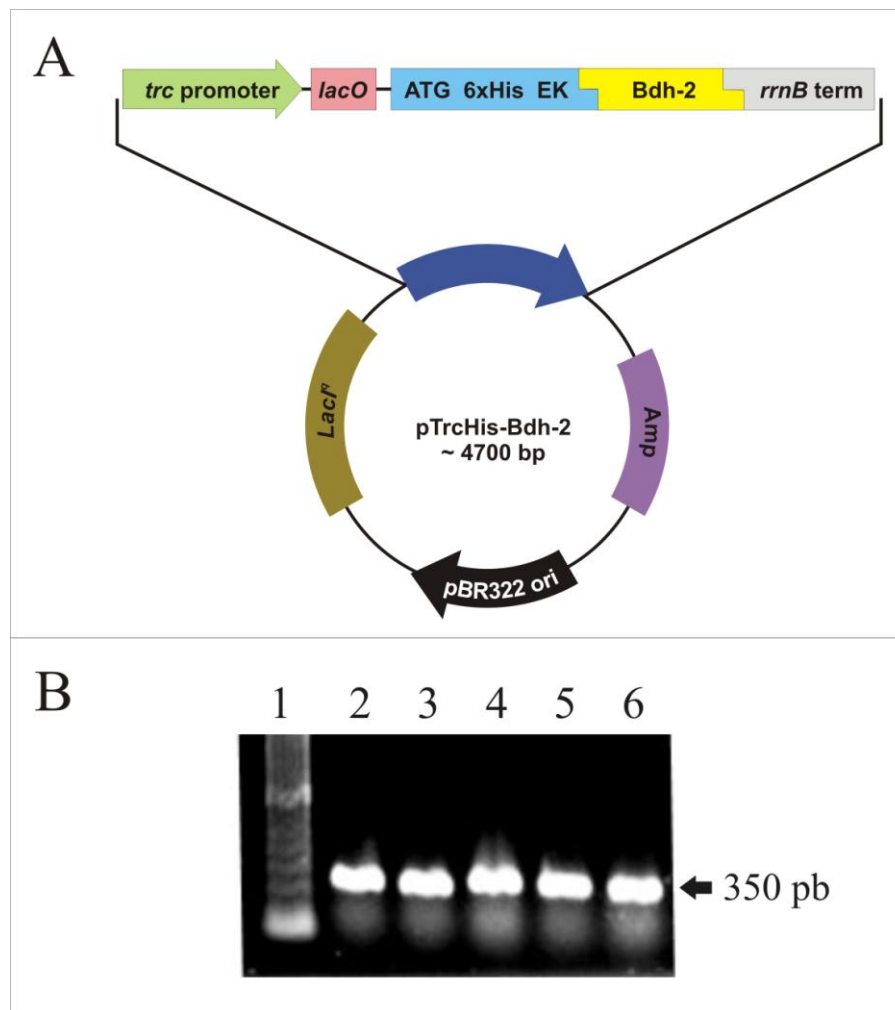 A
trc promoter
lacO
ATG 6xHis EK
Bdh-2
rrnB term
LacIq
pTrcHis-Bdh-2
~ 4700 bp
Amp
pBR322 ori
B
1 2 3 4 5 6
350 pb